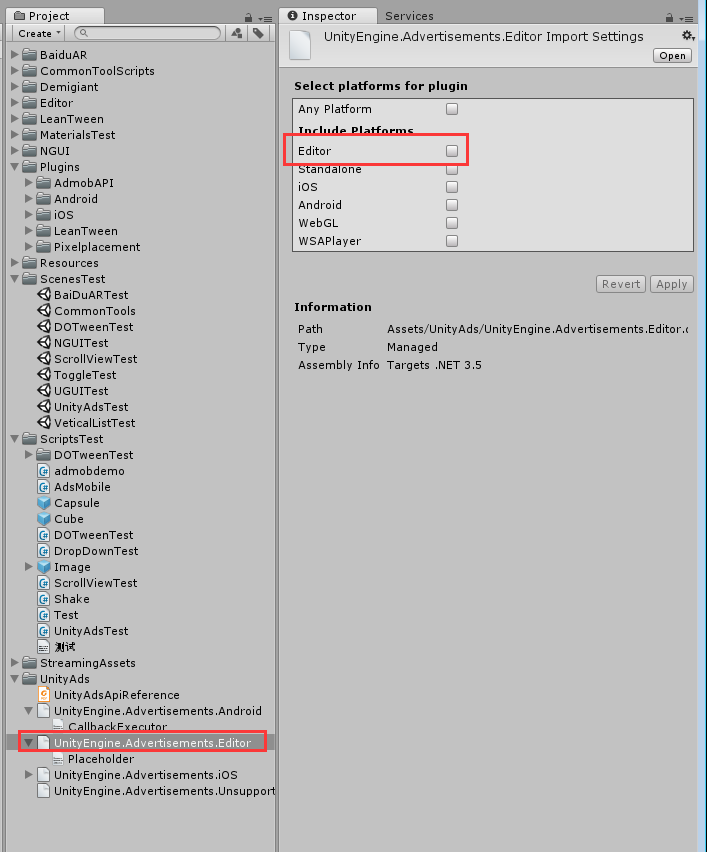 Project
Create
BaiduAR
CommonToolScripts
Demigiant
Editor
LeanTween
MaterialsTest
NGUI
Plugins
AdmobAPI
Android
iOS
LeanTween
Pixelplacement
Resources
ScenesTest
BaiDuARTest
CommonTools
DOTweenTest
NGUITest
ScrollViewTest
ToggleTest
UGUITest
UnityAdsTest
VeticalListTest
ScriptsTest
DOTweenTest
admobdemo
AdsMobile
Capsule
Cube
DOTweenTest
DropDownTest
Image
ScrollViewTest
Shake
Test
UnityAdsTest
测试
StreamingAssets
UnityAds
UnityAdsApiReference
UnityEngine.Advertisements.Android
CallbackExecutor
UnityEngine.Advertisements.Editor
Placeholder
UnityEngine.Advertisements.iOS
UnityEngine.Advertisements.Unsupport
Inspector Services
UnityEngine.Advertisements.Editor Import Settings
Open
Select platforms for plugin
Any Platform
Include Platforms
Editor
Standalone
iOS
Android
WebGL
WSAPlayer
Revert Apply
Information
Path Assets/UnityAds/UnityEngine.Advertisements.Editor.d
Type Managed
Assembly Info Targets .NET 3.5